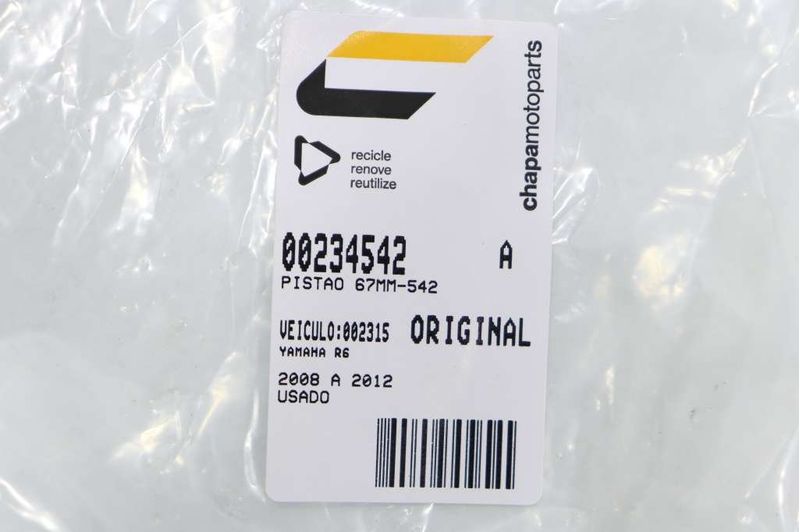 chapamotoparts
recicle
renove
reutilize
00234542 A
PISTAO 67MM-542
VEICULO:002315 ORIGINAL
YAMAHA R6
2008 A 2012
USADO